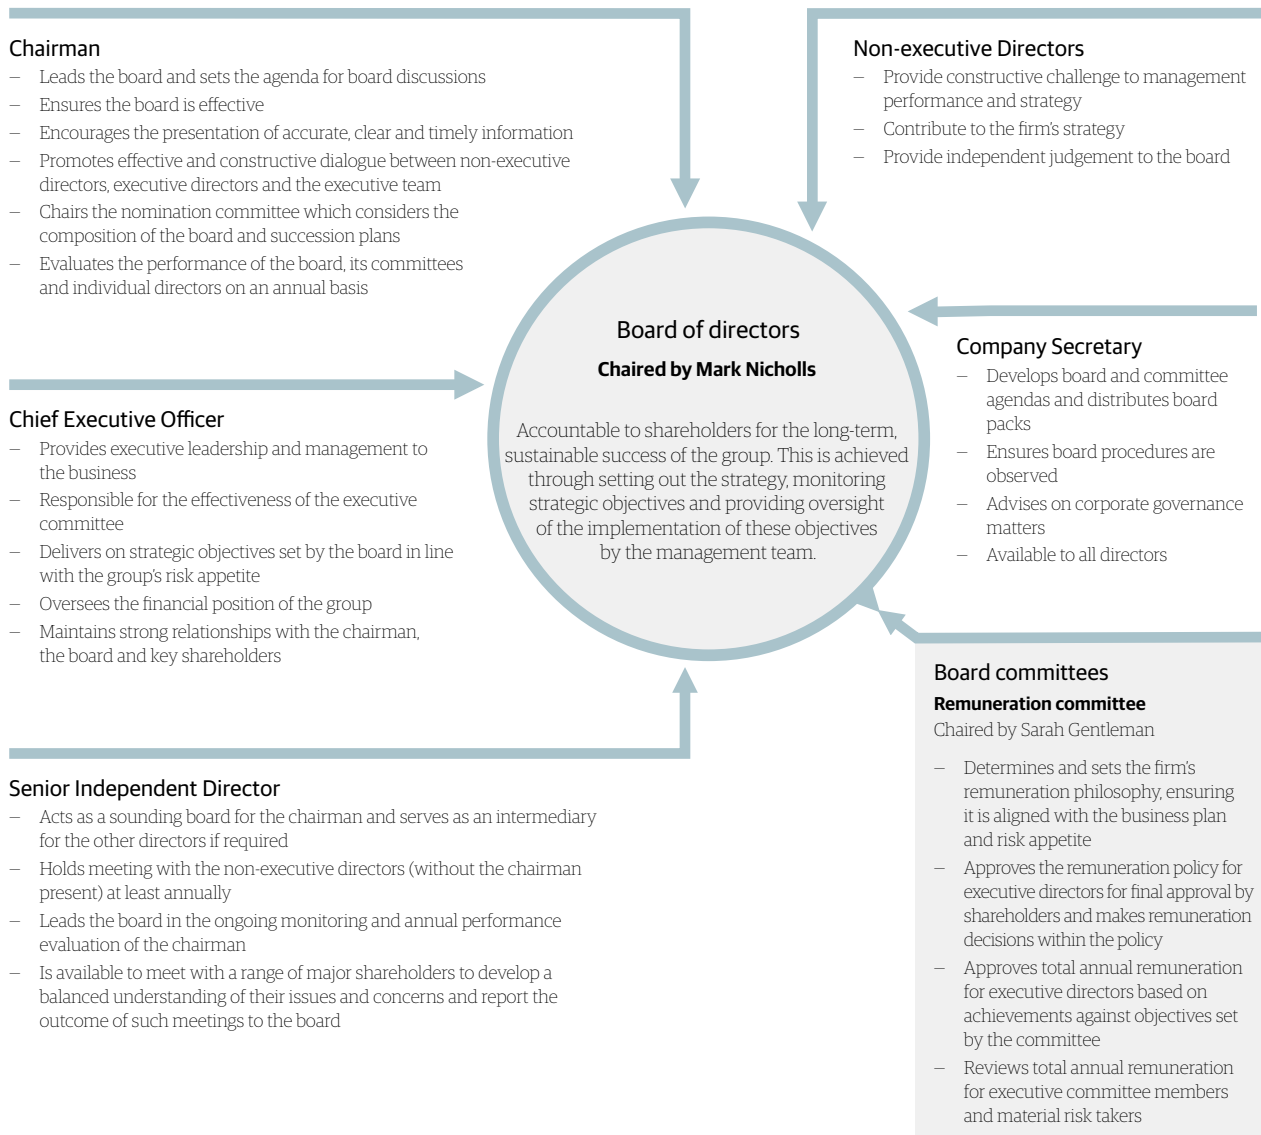 Chairman
– Leads the board and sets the agenda for board discussions
– Ensures the board is effective
– Encourages the presentation of accurate, clear and timely information
– Promotes effective and constructive dialogue between non-executive
directors, executive directors and the executive team
– Chairs the nomination committee which considers the
composition of the board and succession plans
– Evaluates the performance of the board, its committees
and individual directors on an annual basis
Chief Executive Officer
– Provides executive leadership and management to
the business
– Responsible for the effectiveness of the executive
committee
– Delivers on strategic objectives set by the board in line
with the group's risk appetite
– Oversees the financial position of the group
– Maintains strong relationships with the chairman,
the board and key shareholders
Senior Independent Director
– Acts as a sounding board for the chairman and serves as an intermediary
for the other directors if required
– Holds meeting with the non-executive directors (without the chairman
present) at least annually
– Leads the board in the ongoing monitoring and annual performance
evaluation of the chairman
– Is available to meet with a range of major shareholders to develop a
balanced understanding of their issues and concerns and report the
outcome of such meetings to the board
Board of directors
Chaired by Mark Nicholls
Accountable to shareholders for the long-term,
sustainable success of the group. This is achieved
through setting out the strategy, monitoring
strategic objectives and providing oversight
of the implementation of these objectives
by the management team.
Non-executive Directors
– Provide constructive challenge to management
performance and strategy
– Contribute to the firm's strategy
– Provide independent judgement to the board
Company Secretary
– Develops board and committee
agendas and distributes board
packs
– Ensures board procedures are
observed
– Advises on corporate governance
matters
– Available to all directors
Board committees
Remuneration committee
Chaired by Sarah Gentleman
– Determines and sets the firm's
remuneration philosophy, ensuring
it is aligned with the business plan
and risk appetite
– Approves the remuneration policy for
executive directors for final approval by
shareholders and makes remuneration
decisions within the policy
– Approves total annual remuneration
for executive directors based on
achievements against objectives set
by the committee
– Reviews total annual remuneration
for executive committee members
and material risk takers